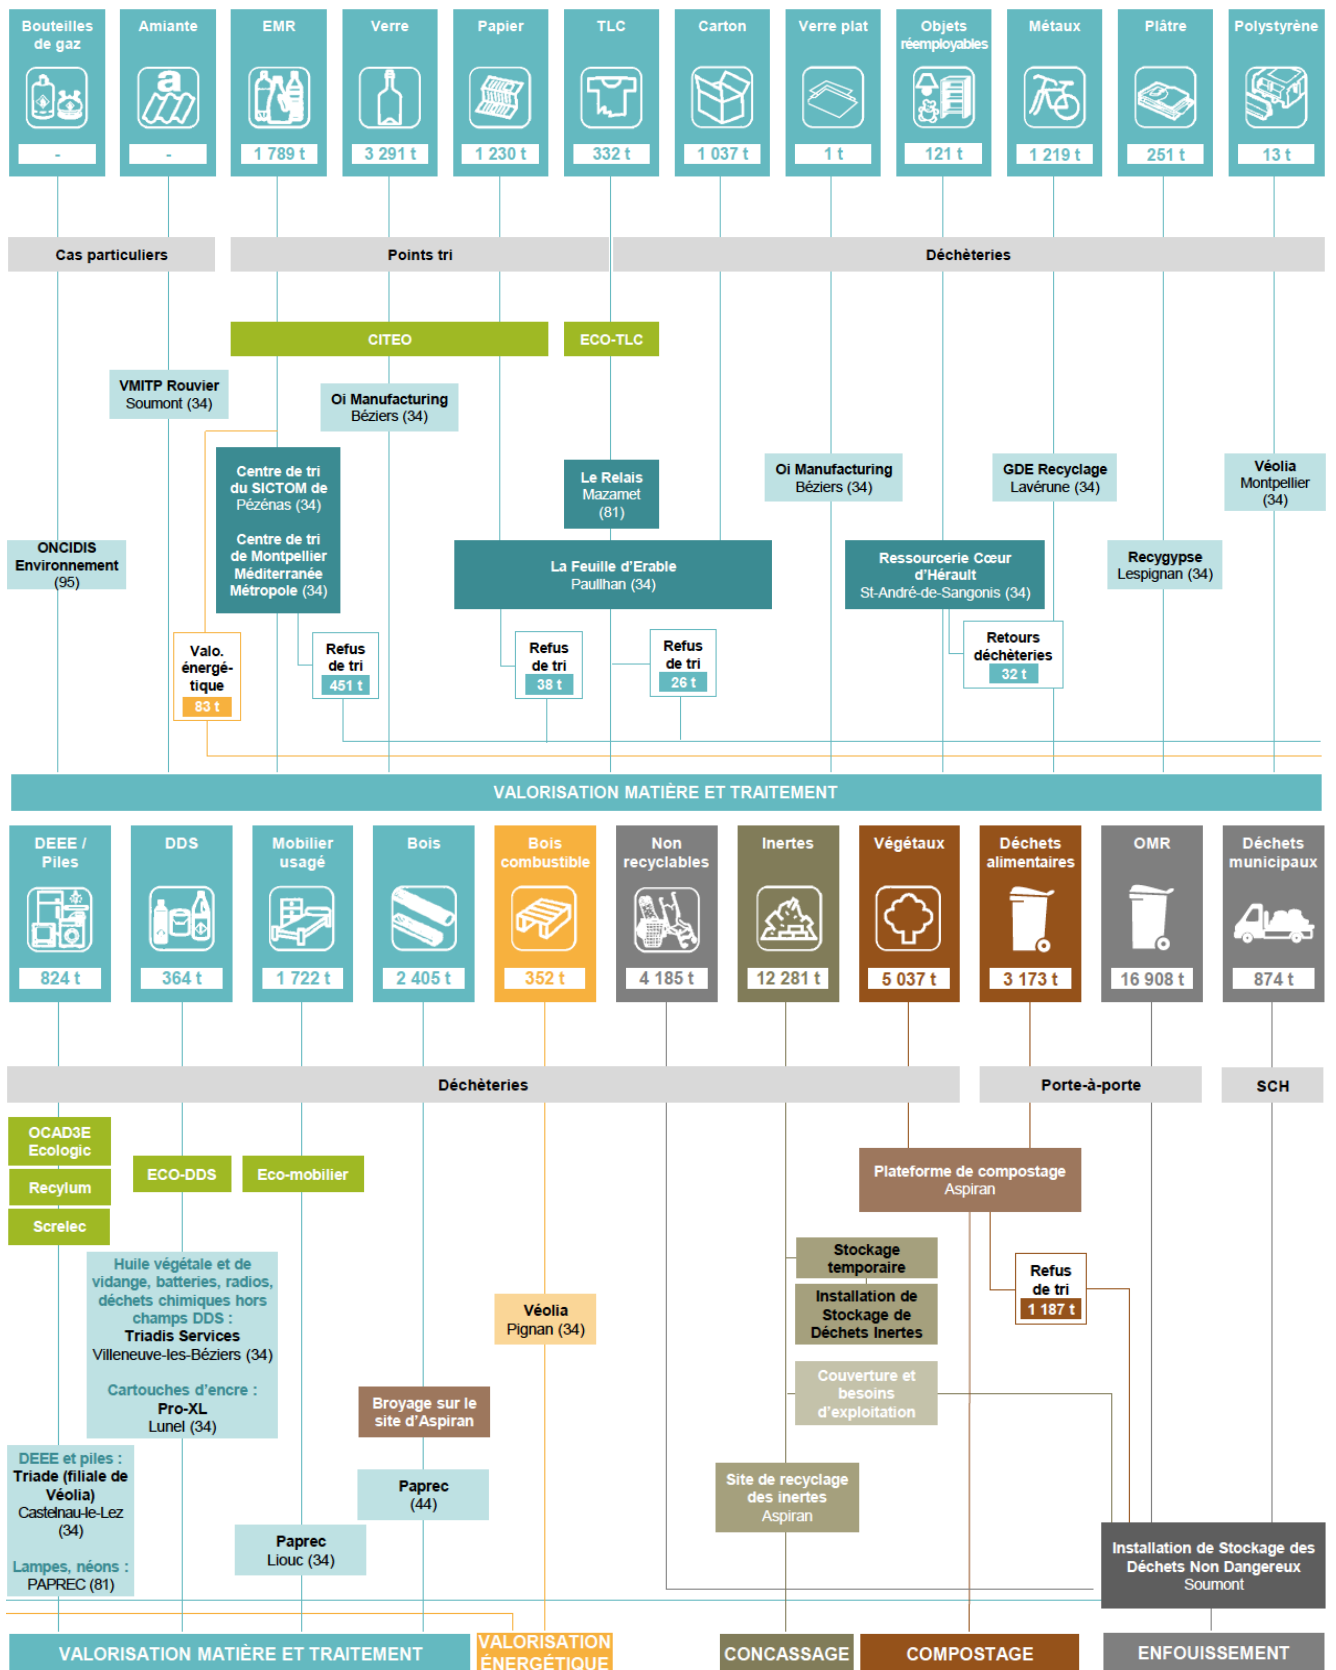 Bouteilles
de gaz
-
Amiante
a
-
EMR
1 789 t
Verre
3 291 t
Papier
1 230 t
TLC
332 t
Carton
1 037 t
Verre plat
1 t
Objets
réemployables
121 t
Métaux
1 219 t
Plâtre
251 t
Polystyrène
13 t
Cas particuliers
Points tri
Déchèteries
CITEO
ECO-TLC
VMITP Rouvier
Soumont (34)
Oi Manufacturing
Béziers (34)
Centre de tri
du SICTOM de
Pézénas (34)
Centre de tri
de Montpellier
Méditerranée
Métropole (34)
Le Relais
Mazamet
(81)
Oi Manufacturing
Béziers (34)
GDE Recyclage
Lavérune (34)
Véolia
Montpellier
(34)
ONCIDIS
Environnement
(95)
La Feuille d'Erable
Paullhan (34)
Ressourcerie Cœur
d'Hérault
St-André-de-Sangonis (34)
Recygypse
Lespignan (34)
Valo.
énergé-
tique
83 t
Refus
de tri
451 t
Refus
de tri
38 t
Refus
de tri
26 t
Retours
déchèteries
32 t
VALORISATION MATIÈRE ET TRAITEMENT
DEEE /
Piles
824 t
DDS
364 t
Mobilier
usagé
1 722 t
Bois
2 405 t
Bois
combustible
352 t
Non
recyclables
4 185 t
Inertes
12 281 t
Végétaux
5 037 t
Déchets
alimentaires
3 173 t
OMR
16 908 t
Déchets
municipaux
874 t
Déchèteries
Porte-à-porte
SCH
OCAD3E
Ecologic
Recylum
Screlec
ECO-DDS
Eco-mobilier
Plateforme de compostage
Aspiran
Huile végétale et de
vidange, batteries, radios,
déchets chimiques hors
champs DDS :
Triadis Services
Villeneuve-les-Béziers (34)
Cartouches d'encre :
Pro-XL
Lunel (34)
Stockage
temporaire
Installation de
Stockage de
Déchets Inertes
Refus
de tri
1 187 t
Véolia
Pignan (34)
Couverture et
besoins
d'exploitation
Broyage sur le
site d'Aspiran
DEEE et piles :
Triade (filiale de
Véolia)
Castelnau-le-Lez
(34)
Lampes, néons :
PAPREC (81)
Paprec
(44)
Site de recyclage
des inertes
Aspiran
Paprec
Liouc (34)
Installation de Stockage des
Déchets Non Dangereux
Soumont
VALORISATION MATIÈRE ET TRAITEMENT
VALORISATION
ÉNERGÉTIQUE
CONCASSAGE
COMPOSTAGE
ENFOUISSEMENT